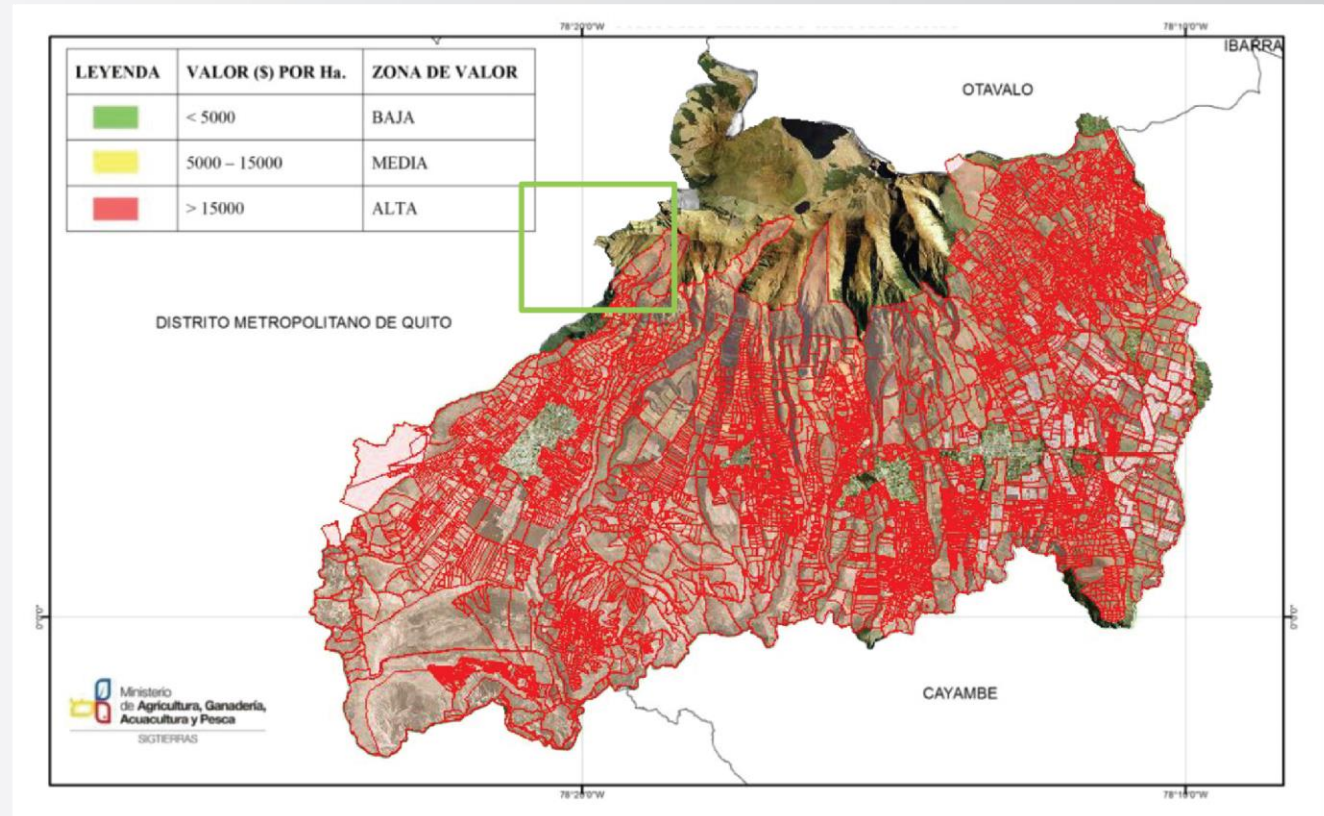 78°20'0"W
78°10'0"W
IBARRA
LEYENDA VALOR ($) POR Ha. ZONA DE VALOR
< 5000 BAJA
5000 – 15000 MEDIA
> 15000 ALTA
OTAVALO
DISTRITO METROPOLITANO DE QUITO
0°0'0"
0°0'0"
CAYAMBE
Ministerio
de Agricultura, Ganadería,
Acuacultura y Pesca
SIGTIERRAS
78°20'0"W
78°10'0"W